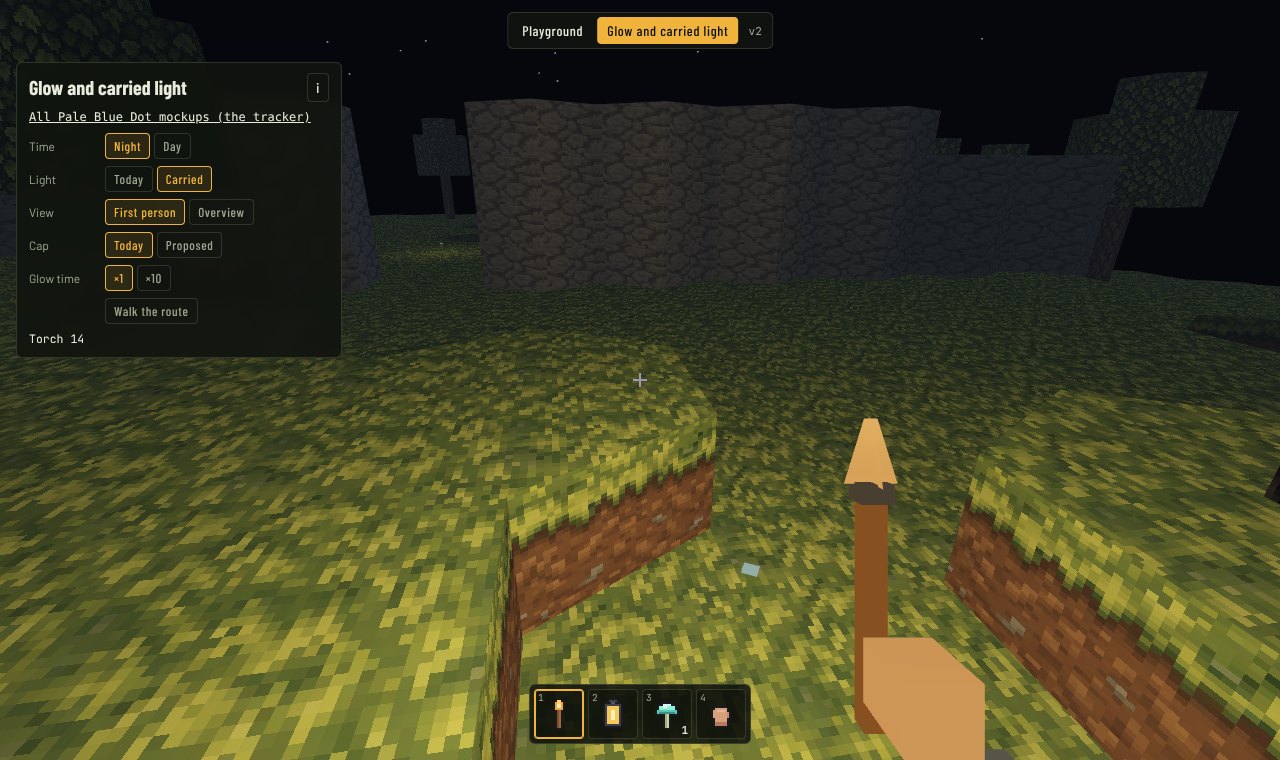 Playground Glow and carried light v2
Glow and carried light i
All Pale Blue Dot mockups (the tracker)
Time Night Day
Light Today Carried
View First person Overview
Cap Today Proposed
Glow time ×1 ×10
Walk the route
Torch 14
1 2 3 4
1